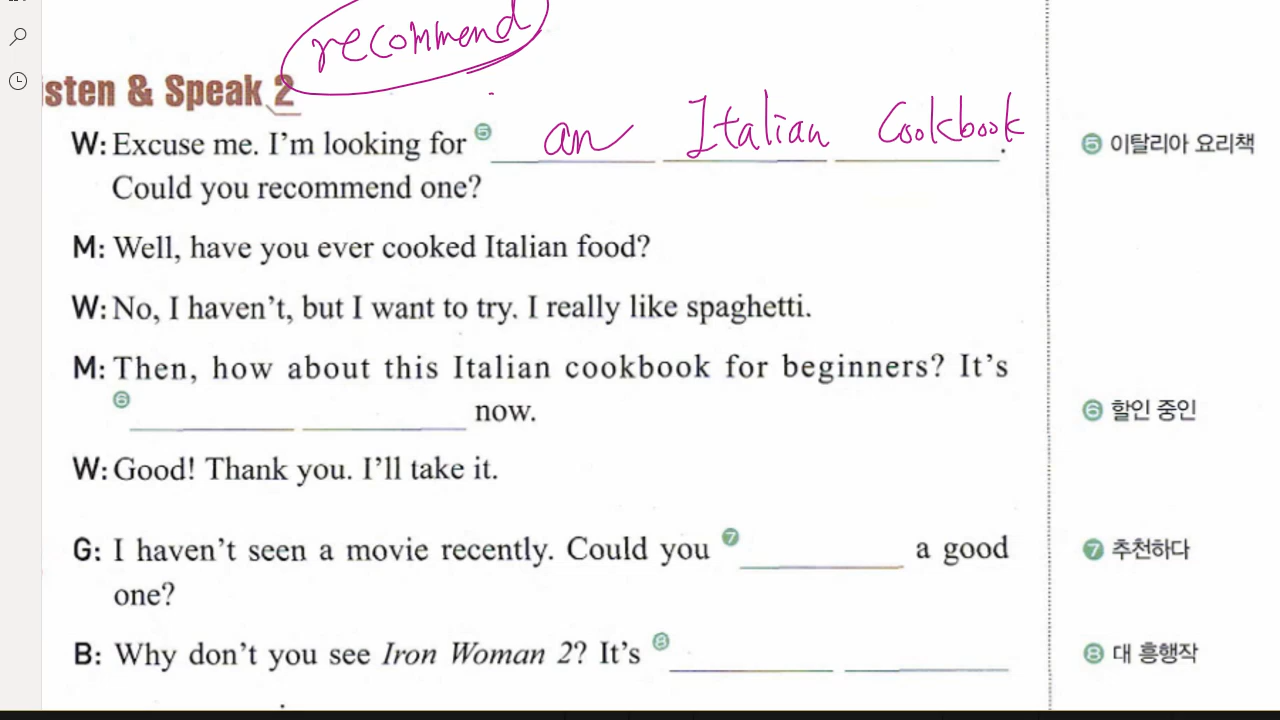 recommend
isten & Speak 2
W: Excuse me. I'm looking for ⑤ an Italian Cookbook.
⑤ 이탈리아 요리책
Could you recommend one?
M: Well, have you ever cooked Italian food?
W: No, I haven't, but I want to try. I really like spaghetti.
M: Then, how about this Italian cookbook for beginners? It's
⑥ now.
⑥ 할인 중인
W: Good! Thank you. I'll take it.
G: I haven't seen a movie recently. Could you ⑦ a good
⑦ 추천하다
one?
B: Why don't you see Iron Woman 2? It's ⑧
⑧ 대 흥행작